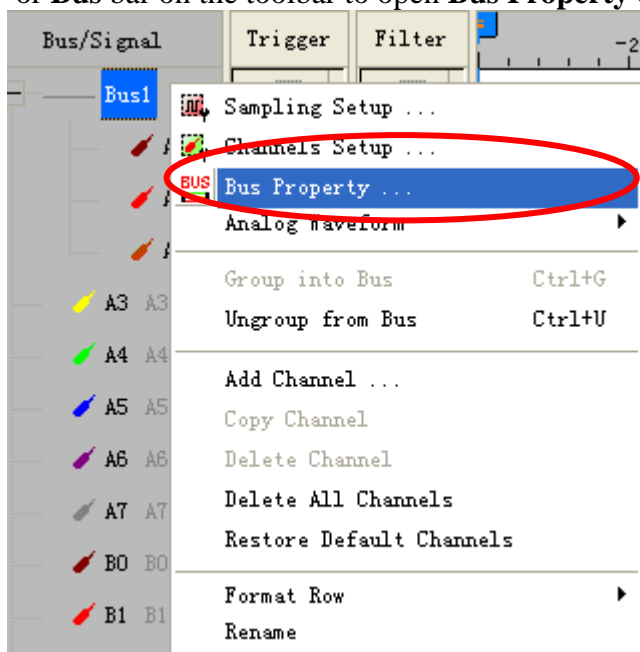 or Bus bar on the toolbar to open Bus Property
Bus/Signal Trigger Filter -2
Bus1
Sampling Setup ...
Channels Setup ...
BUS Bus Property ...
Analog Waveform
Group into Bus Ctrl+G
A3 A3
Ungroup from Bus Ctrl+U
A4 A4
Add Channel ...
A5 A5
Copy Channel
A6 A6
Delete Channel
A7 A7
Delete All Channels
Restore Default Channels
B0 B0
Format Row
B1 B1
Rename